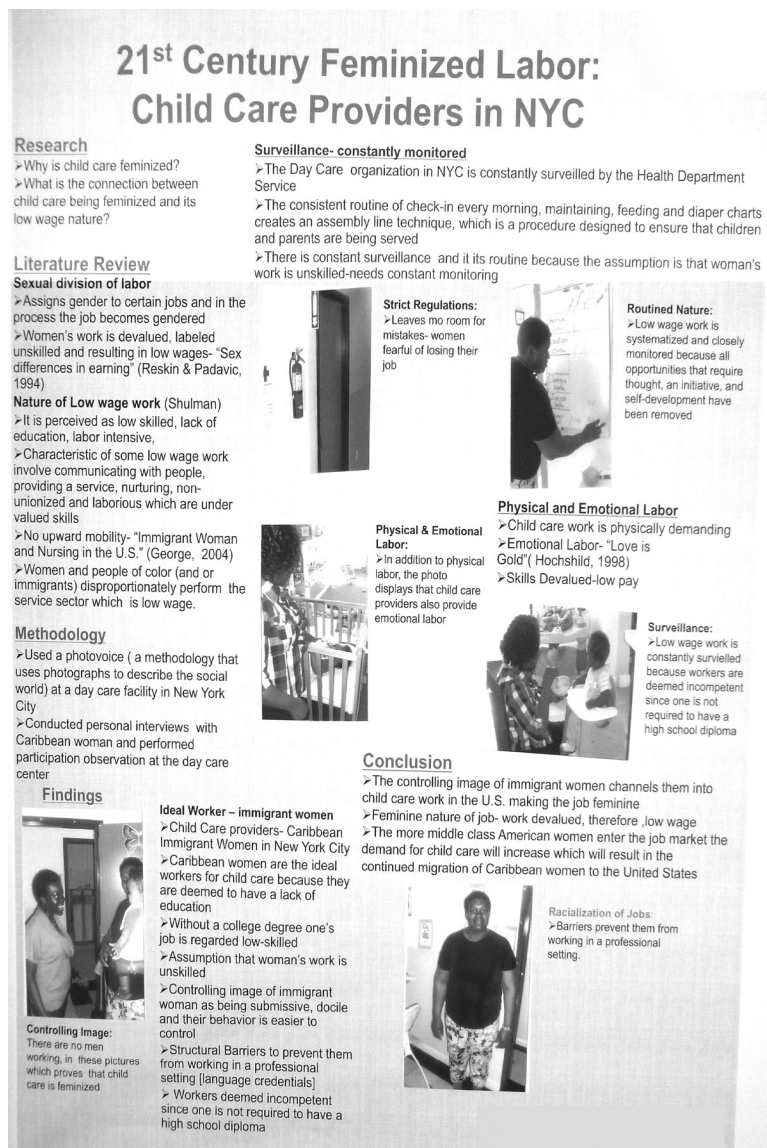 21st Century Feminized Labor:
Child Care Providers in NYC
Research
➢Why is child care feminized?
➢What is the connection between
child care being feminized and its
low wage nature?
Literature Review
Sexual division of labor
➢Assigns gender to certain jobs and in the
process the job becomes gendered
➢Women's work is devalued, labeled
unskilled and resulting in low wages- “Sex
differences in earning” (Reskin & Padavic,
1994)
Nature of Low wage work (Shulman)
➢It is perceived as low skilled, lack of
education, labor intensive,
➢Characteristic of some low wage work
involve communicating with people,
providing a service, nurturing, non-
unionized and laborious which are under
valued skills
➢No upward mobility- “Immigrant Woman
and Nursing in the U.S.” (George, 2004)
➢Women and people of color (and or
immigrants) disproportionately perform the
service sector which is low wage.
Methodology
➢Used a photovoice ( a methodology that
uses photographs to describe the social
world) at a day care facility in New York
City
➢Conducted personal interviews with
Caribbean woman and performed
participation observation at the day care
center
Findings
Controlling Image:
There are no men
working, in these pictures
which proves that child
care is feminized
Ideal Worker – immigrant women
➢Child Care providers- Caribbean
Immigrant Women in New York City
➢Caribbean women are the ideal
workers for child care because they
are deemed to have a lack of
education
➢Without a college degree one's
job is regarded low-skilled
➢Assumption that woman's work is
unskilled
➢Controlling image of immigrant
woman as being submissive, docile
and their behavior is easier to
control
➢Structural Barriers to prevent them
from working in a professional
setting [language credentials]
➢ Workers deemed incompetent
since one is not required to have a
high school diploma
Surveillance- constantly monitored
➢The Day Care organization in NYC is constantly surveilled by the Health Department
Service
➢The consistent routine of check-in every morning, maintaining, feeding and diaper charts
creates an assembly line technique, which is a procedure designed to ensure that children
and parents are being served
➢There is constant surveillance and it its routine because the assumption is that woman's
work is unskilled-needs constant monitoring
Strict Regulations:
➢Leaves mo room for
mistakes- women
fearful of losing their
job
Routined Nature:
➢Low wage work is
systematized and closely
monitored because all
opportunities that require
thought, an initiative, and
self-development have
been removed
Physical & Emotional
Labor:
➢In addition to physical
labor, the photo
displays that child care
providers also provide
emotional labor
Physical and Emotional Labor
➢Child care work is physically demanding
➢Emotional Labor- “Love is
Gold”( Hochshild, 1998)
➢Skills Devalued-low pay
Surveillance:
➢Low wage work is
constantly survielled
because workers are
deemed incompetent
since one is not
required to have a
high school diploma
Conclusion
➢The controlling image of immigrant women channels them into
child care work in the U.S. making the job feminine
➢Feminine nature of job- work devalued, therefore ,low wage
➢The more middle class American women enter the job market the
demand for child care will increase which will result in the
continued migration of Caribbean women to the United States
Racialization of Jobs:
➢Barriers prevent them from
working in a professional
setting.